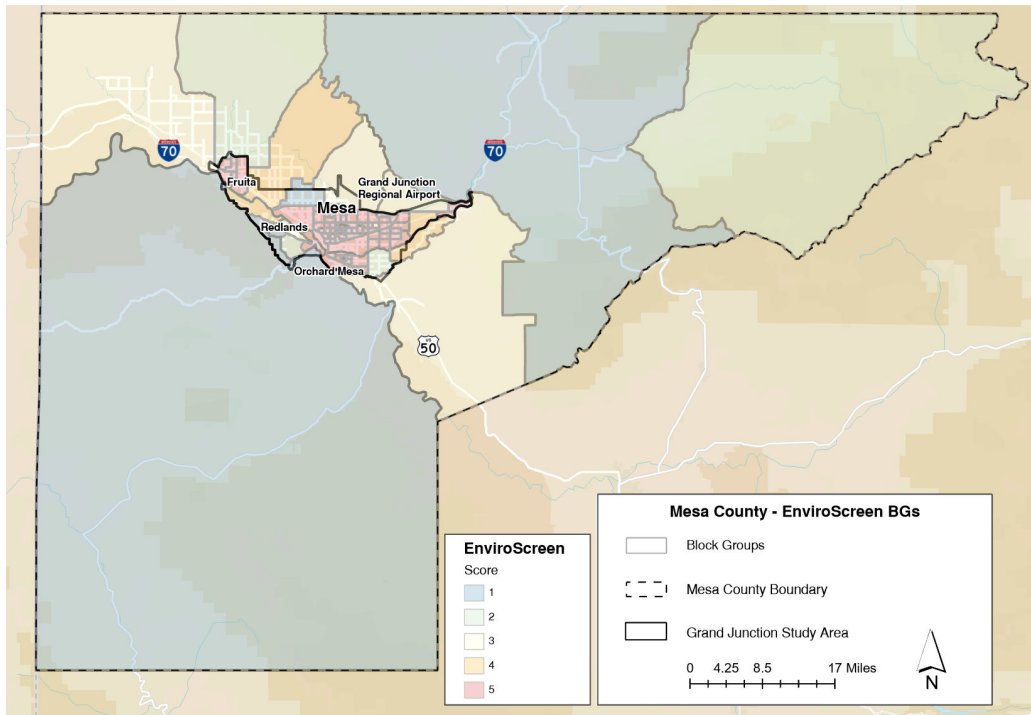 70
70
Fruita
Grand Junction
Regional Airport
Mesa
Redlands
Orchard Mesa
US
50
EnviroScreen
Score
1
2
3
4
5
Mesa County - EnviroScreen BGs
Block Groups
Mesa County Boundary
Grand Junction Study Area
0 4.25 8.5 17 Miles
N